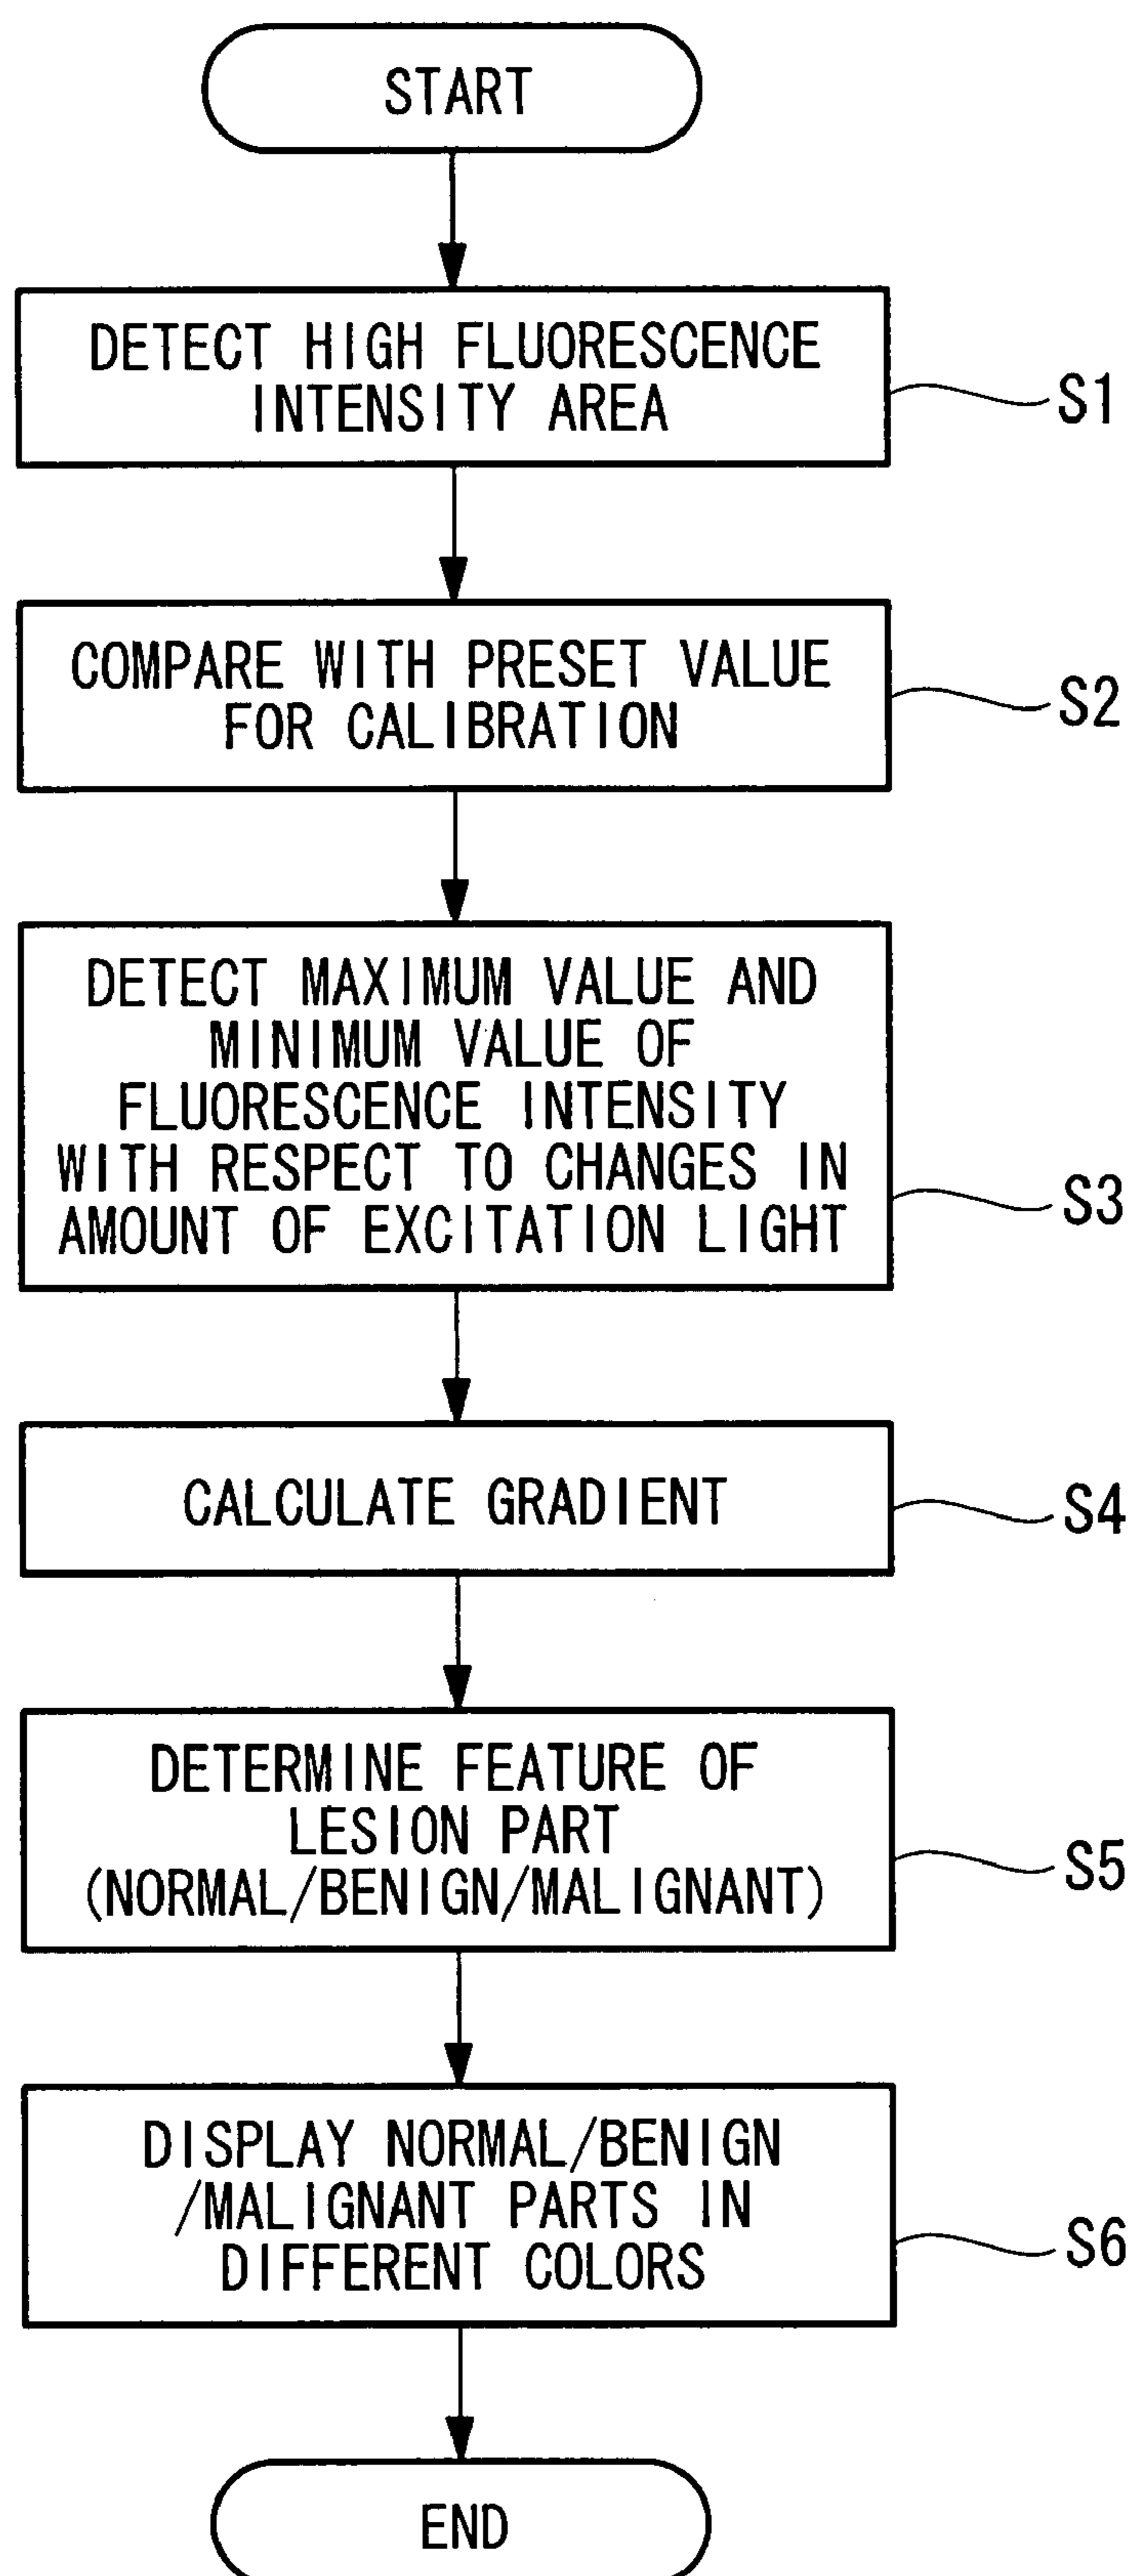 START
DETECT HIGH FLUORESCENCE
INTENSITY AREA
S1
COMPARE WITH PRESET VALUE
FOR CALIBRATION
S2
DETECT MAXIMUM VALUE AND
MINIMUM VALUE OF
FLUORESCENCE INTENSITY
WITH RESPECT TO CHANGES IN
AMOUNT OF EXCITATION LIGHT
S3
CALCULATE GRADIENT
S4
DETERMINE FEATURE OF
LESION PART
(NORMAL/BENIGN/MALIGNANT)
S5
DISPLAY NORMAL/BENIGN
/MALIGNANT PARTS IN
DIFFERENT COLORS
S6
END